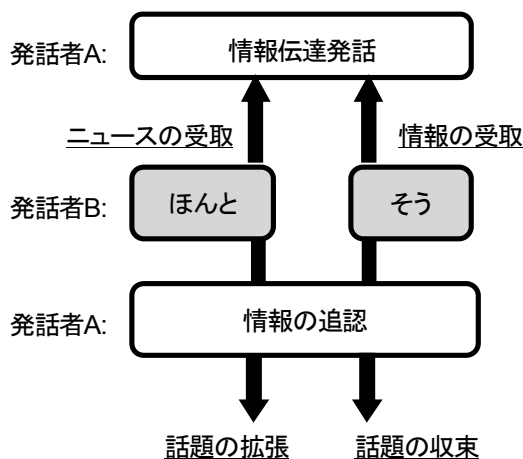 発話者A: 情報伝達発話
ニュースの受取 情報の受取
発話者B: ほんと そう
発話者A: 情報の追認
話題の拡張 話題の収束